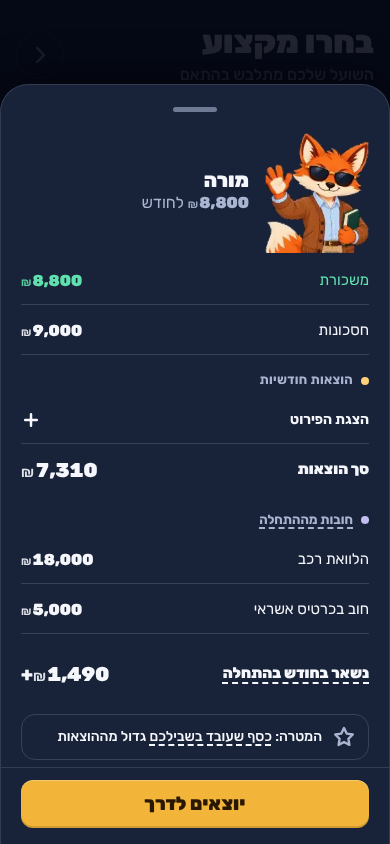 בחרו מקצוע
השועל שלכם מתלבש בהתאם
מורה
8,800₪ לחודש
משכורת 8,800₪
חסכונות 9,000₪
הוצאות חודשיות
הצגת הפירוט +
סך הוצאות 7,310₪
חובות מההתחלה
הלוואת רכב 18,000₪
חוב בכרטיס אשראי 5,000₪
נשאר בחודש בהתחלה +1,490₪
המטרה: כסף שעובד בשבילכם גדול מההוצאות
יוצאים לדרך